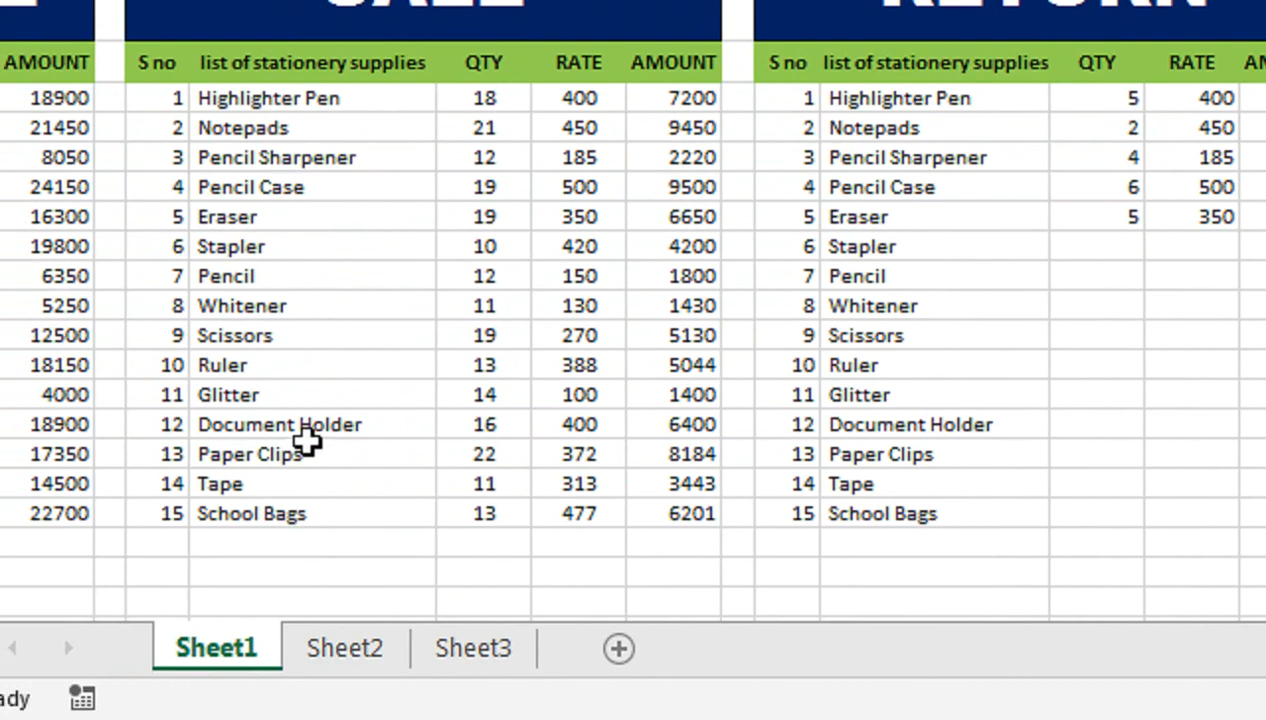 SALE RETURN
AMOUNT S no list of stationery supplies QTY RATE AMOUNT S no list of stationery supplies QTY RATE
18900 1 Highlighter Pen 18 400 7200 1 Highlighter Pen 5 400
21450 2 Notepads 21 450 9450 2 Notepads 2 450
8050 3 Pencil Sharpener 12 185 2220 3 Pencil Sharpener 4 185
24150 4 Pencil Case 19 500 9500 4 Pencil Case 6 500
16300 5 Eraser 19 350 6650 5 Eraser 5 350
19800 6 Stapler 10 420 4200 6 Stapler
6350 7 Pencil 12 150 1800 7 Pencil
5250 8 Whitener 11 130 1430 8 Whitener
12500 9 Scissors 19 270 5130 9 Scissors
18150 10 Ruler 13 388 5044 10 Ruler
4000 11 Glitter 14 100 1400 11 Glitter
18900 12 Document Holder 16 400 6400 12 Document Holder
17350 13 Paper Clips 22 372 8184 13 Paper Clips
14500 14 Tape 11 313 3443 14 Tape
22700 15 School Bags 13 477 6201 15 School Bags
Sheet1 Sheet2 Sheet3
ady